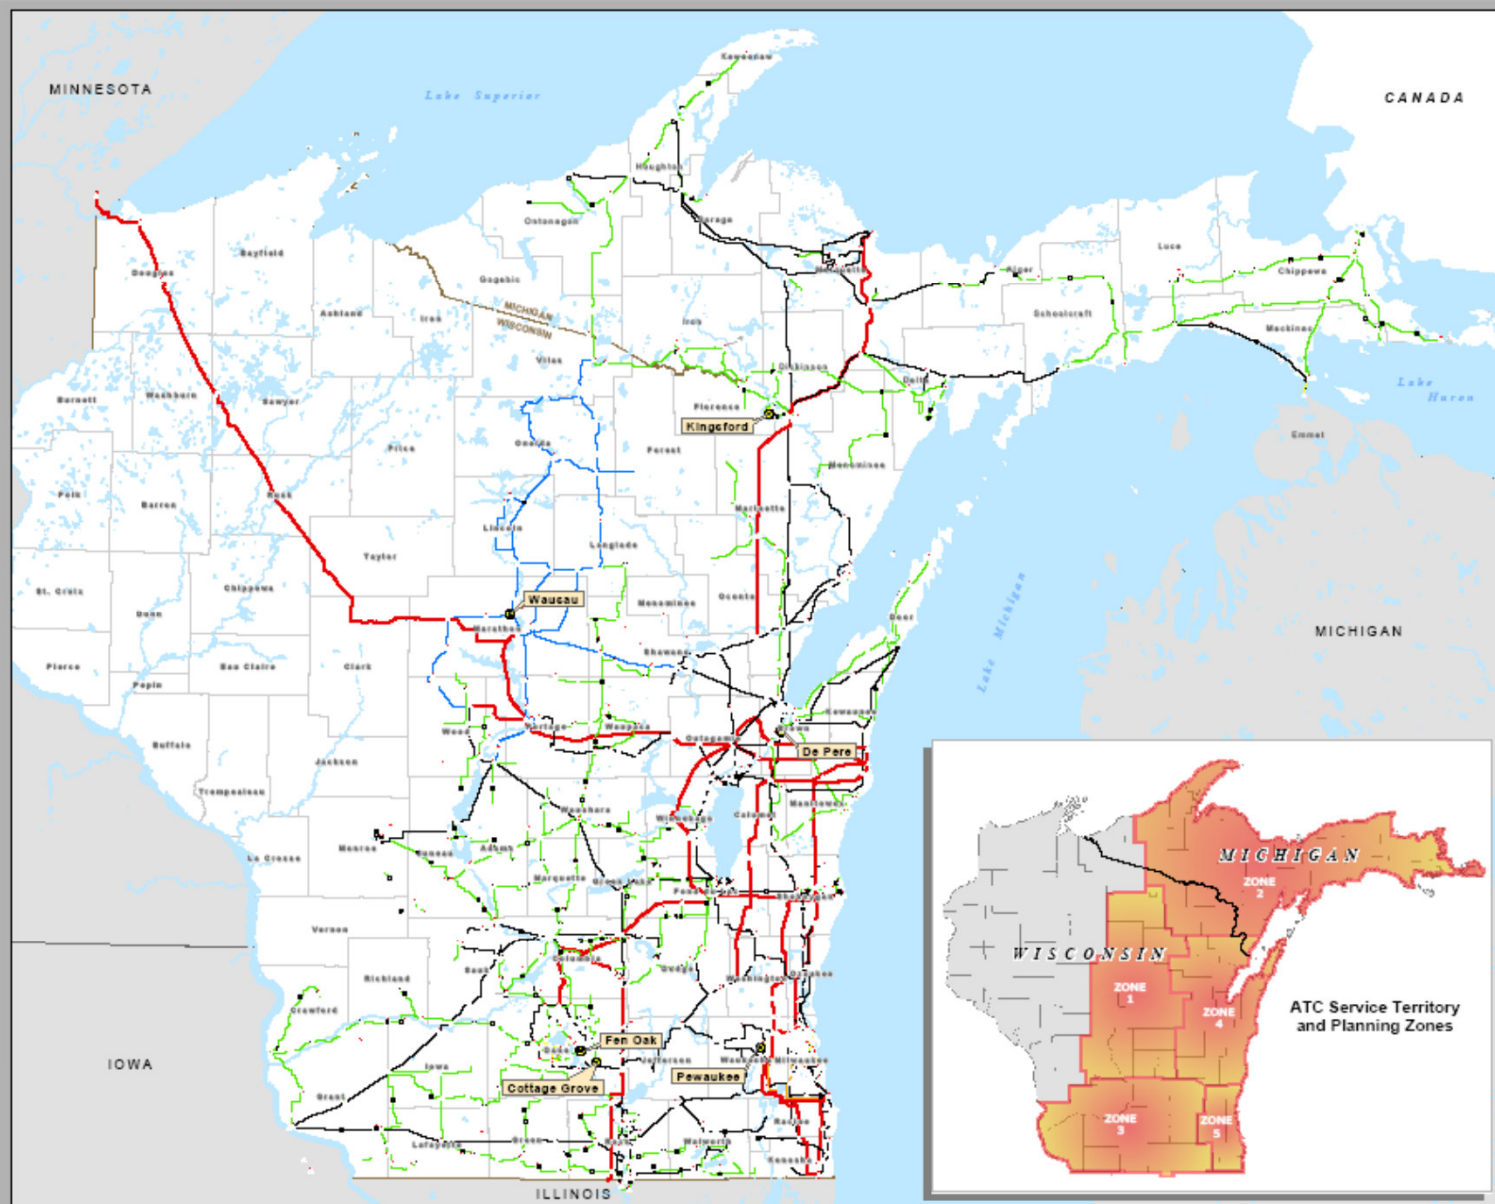 MINNESOTA
CANADA
Lake Superior
Keweenaw
Houghton
Ontonagon
Baraga
Luce
Douglas
Bayfield
Gogebic
Marquette
Alger
Chippewa
Ashland
Iron
MICHIGAN
WISCONSIN
Iron
Schoolcraft
Mackinac
Vilas
Dickinson
Delta
Lake
Huron
Burnett
Washburn
Sawyer
Florence
Kingsford
Emmet
Price
Oneida
Forest
Menominee
Polk
Barron
Rusk
Marinette
Lincoln
Langlade
Taylor
St. Croix
Dunn
Chippewa
Wausau
Menominee
Oconto
Door
Lake Michigan
MICHIGAN
Marathon
Pierce
Pepin
Eau Claire
Clark
Shawano
Kewaunee
Buffalo
Wood
Portage
Waupaca
Outagamie
Brown
De Pere
Jackson
Trempealeau
Waushara
Winnebago
Calumet
Manitowoc
La Crosse
Monroe
Juneau
Adams
Marquette
Green Lake
Fond du Lac
Sheboygan
Vernon
Richland
Sauk
Columbia
Dodge
Washington
Ozaukee
Crawford
IOWA
Iowa
Dane
Fen Oak
Cottage Grove
Jefferson
Waukesha
Milwaukee
Pewaukee
Grant
Lafayette
Green
Rock
Walworth
Racine
Kenosha
ILLINOIS
MICHIGAN
ZONE
2
WISCONSIN
ZONE
1
ZONE
4
ZONE
3
ZONE
5
ATC Service Territory
and Planning Zones